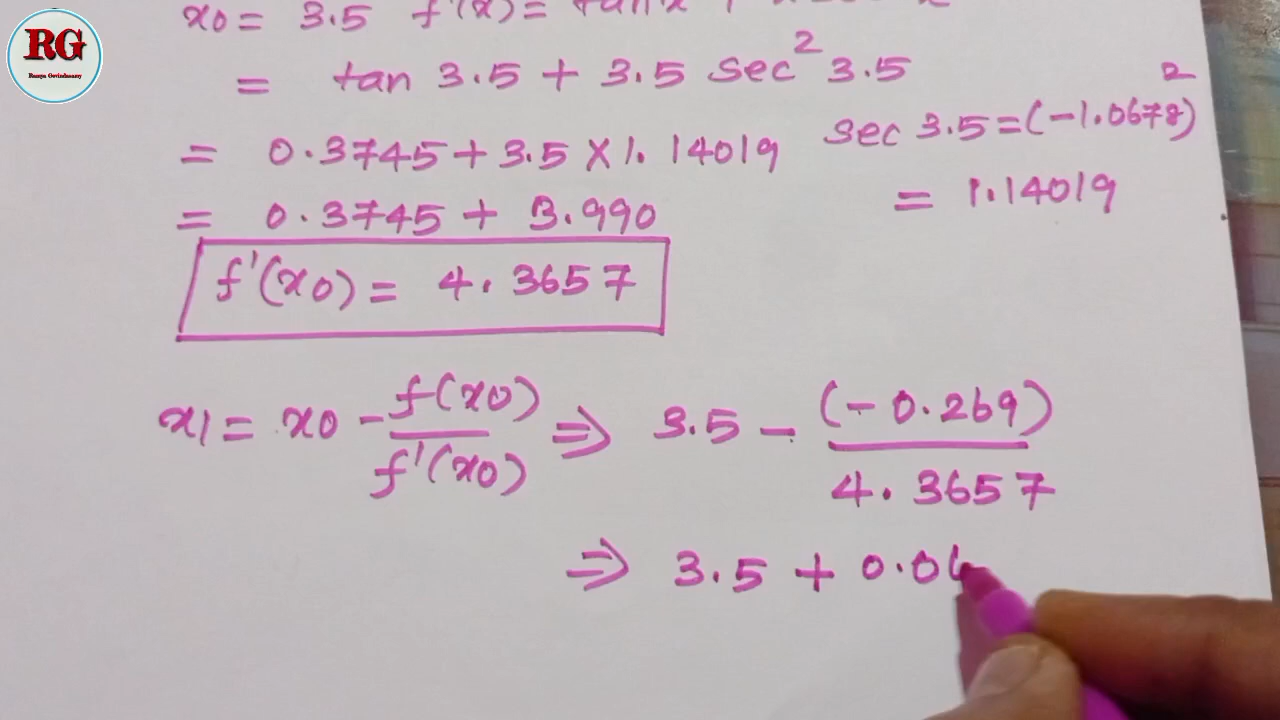 RG
Ramya Govindasamy
x0 = 3.5 f'(x) =
= tan 3.5 + 3.5 sec² 3.5
sec 3.5 = (-1.0678)²
= 0.3745 + 3.5 × 1.14019
= 1.14019
= 0.3745 + 3.990
f'(x0) = 4.3657
x1 = x0 - f(x0)/f'(x0) ⇒ 3.5 - (-0.269)/4.3657
⇒ 3.5 + 0.06